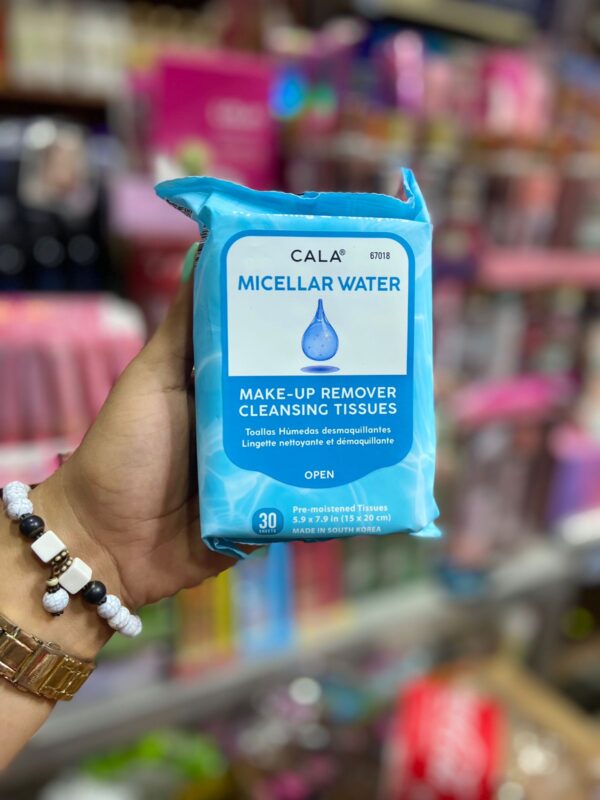 CALA® 67018
MICELLAR WATER
MAKE-UP REMOVER
CLEANSING TISSUES
Toallas Húmedas desmaquillantes
Lingette nettoyante et démaquillante
OPEN
30
SHEETS
Pre-moistened Tissues
5.9 x 7.9 in (15 x 20 cm)
MADE IN SOUTH KOREA